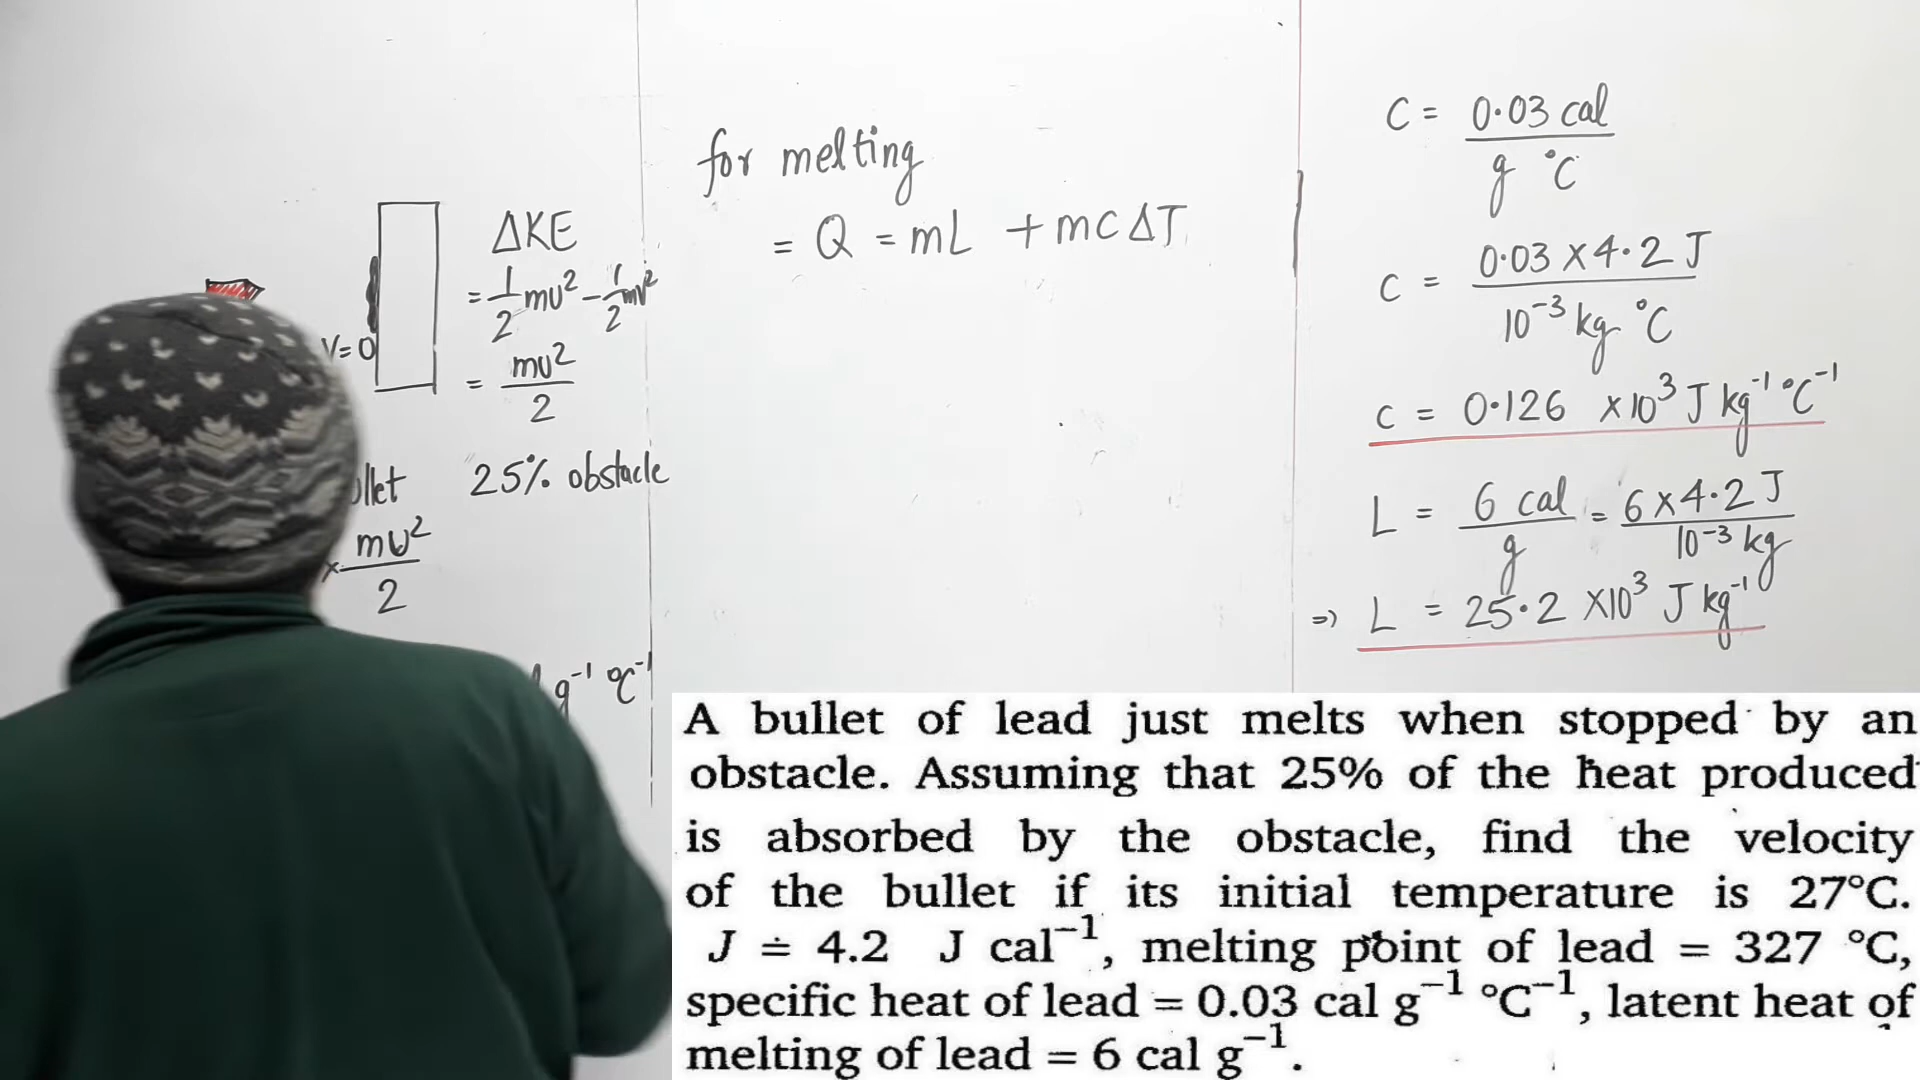 ΔKE
= 1/2 mu² - 1/2 mv²
V=0
= mu²/2
25% obstacle
× mu²/2
g⁻¹ °C⁻¹
for melting
= Q = mL + mCΔT
C = 0.03 cal / g °C
c = 0.03 × 4.2 J / 10⁻³ kg °C
c = 0.126 × 10³ J kg⁻¹ °C⁻¹
L = 6 cal / g = 6 × 4.2 J / 10⁻³ kg
⇒ L = 25.2 × 10³ J kg⁻¹
A bullet of lead just melts when stopped by an
obstacle. Assuming that 25% of the heat produced
is absorbed by the obstacle, find the velocity
of the bullet if its initial temperature is 27°C.
J = 4.2 J cal⁻¹, melting point of lead = 327 °C,
specific heat of lead = 0.03 cal g⁻¹ °C⁻¹, latent heat of
melting of lead = 6 cal g⁻¹.